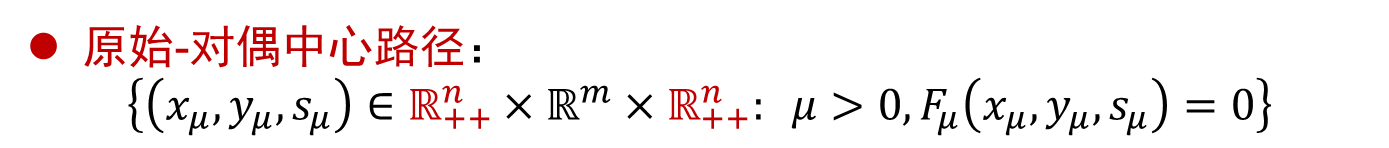 ● 原始-对偶中心路径：
{(x_μ, y_μ, s_μ) ∈ ℝ^n_{++} × ℝ^m × ℝ^n_{++}: μ > 0, F_μ(x_μ, y_μ, s_μ) = 0}